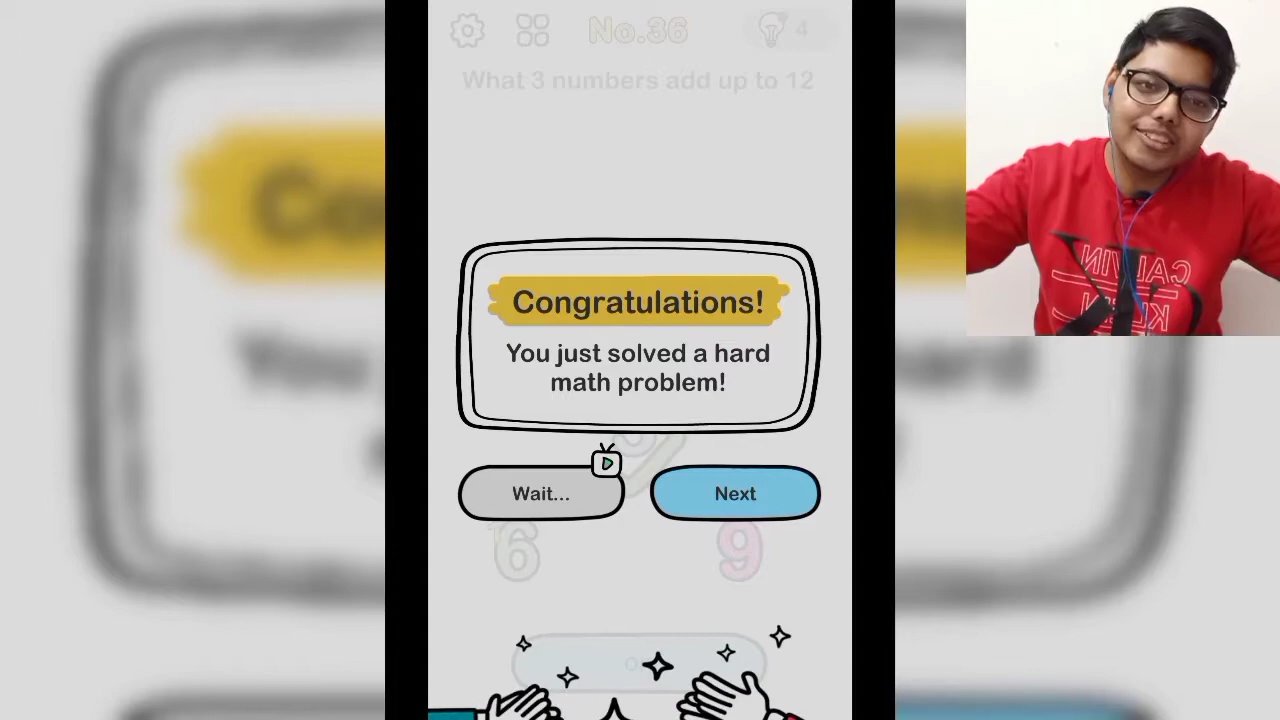 No.36
4
What 3 numbers add up to 12
Congratulations!
You just solved a hard
math problem!
Wait...
Next
6
9
CALVIN
KLEIN